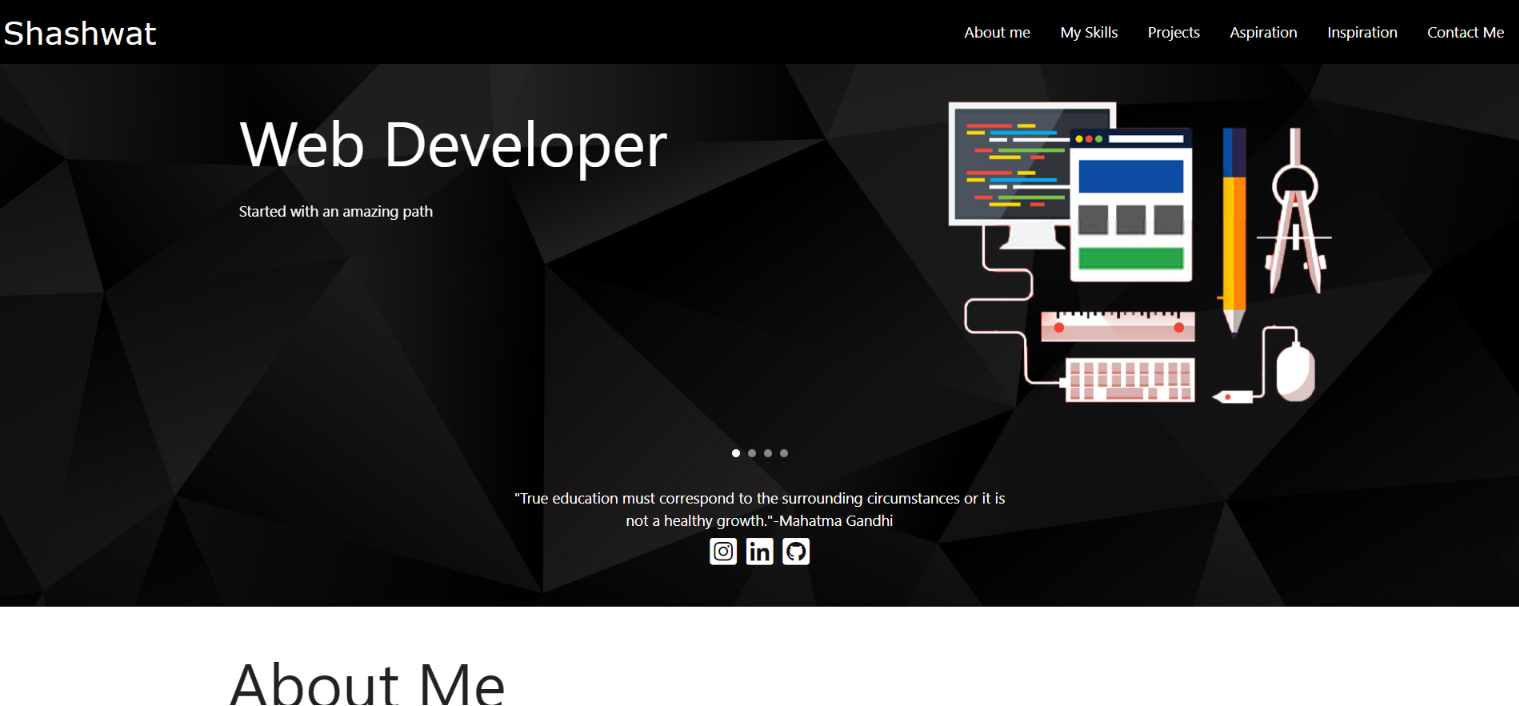 Shashwat
About me
My Skills
Projects
Aspiration
Inspiration
Contact Me
Web Developer
Started with an amazing path
"True education must correspond to the surrounding circumstances or it is
not a healthy growth."-Mahatma Gandhi
in
About Me